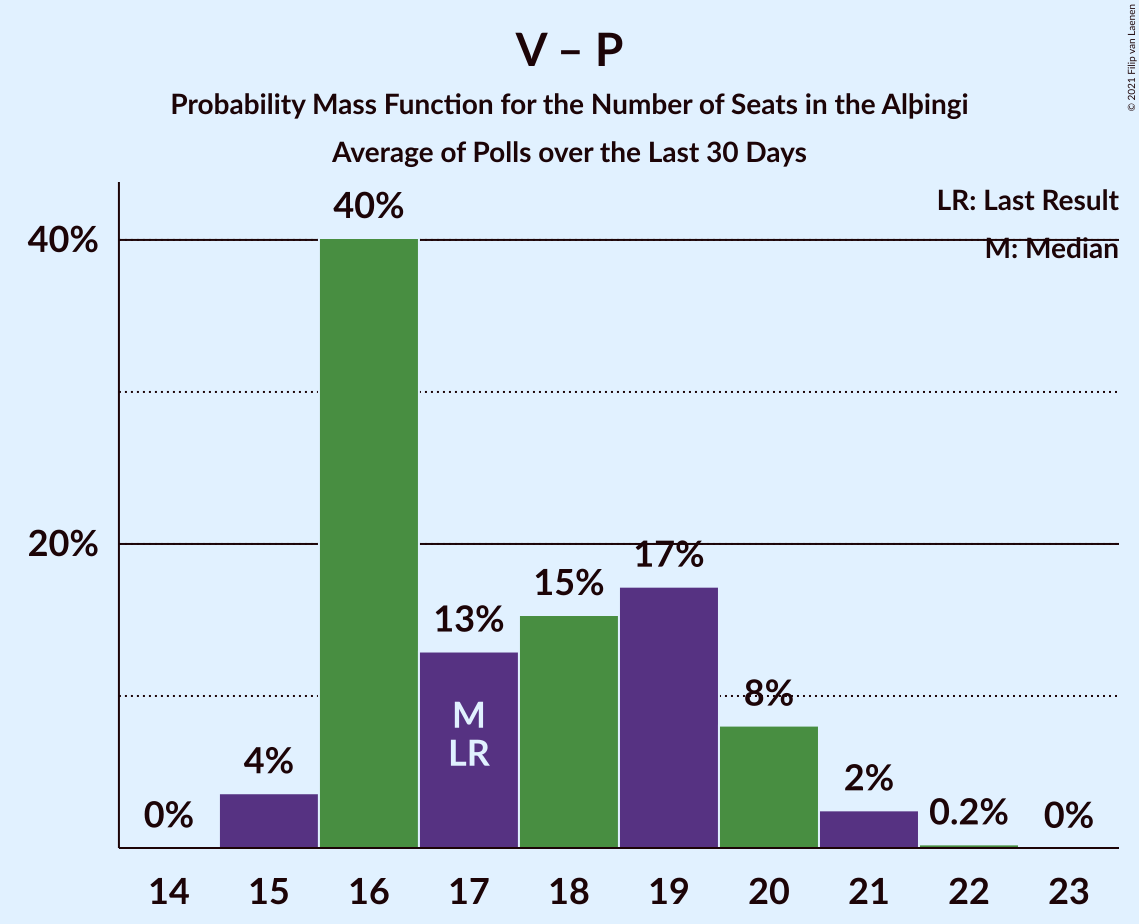 V – P
Probability Mass Function for the Number of Seats in the Alþingi
Average of Polls over the Last 30 Days
© 2021 Filip van Laenen
LR: Last Result
M: Median
40%
20%
0%
4%
40%
13%
15%
17%
8%
2%
0.2%
0%
M
LR
14 15 16 17 18 19 20 21 22 23